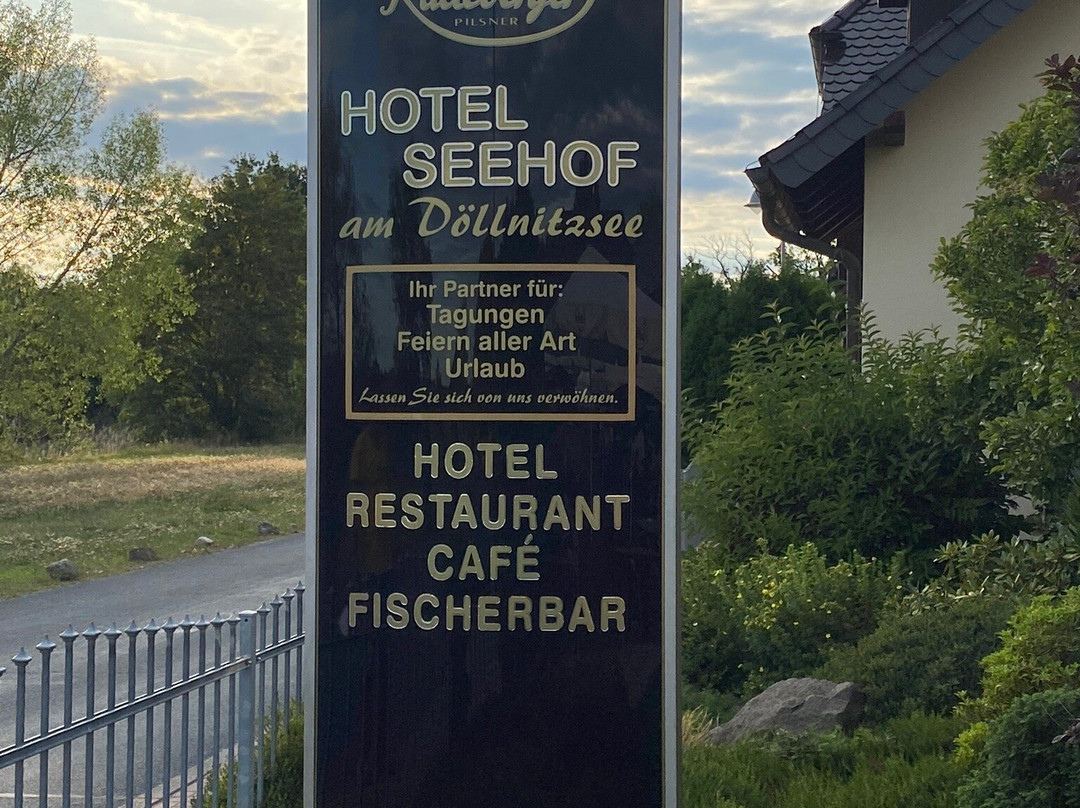 Radeberger
PILSNER
HOTEL
SEEHOF
am Döllnitzsee
Ihr Partner für:
Tagungen
Feiern aller Art
Urlaub
Lassen Sie sich von uns verwöhnen.
HOTEL
RESTAURANT
CAFÉ
FISCHERBAR